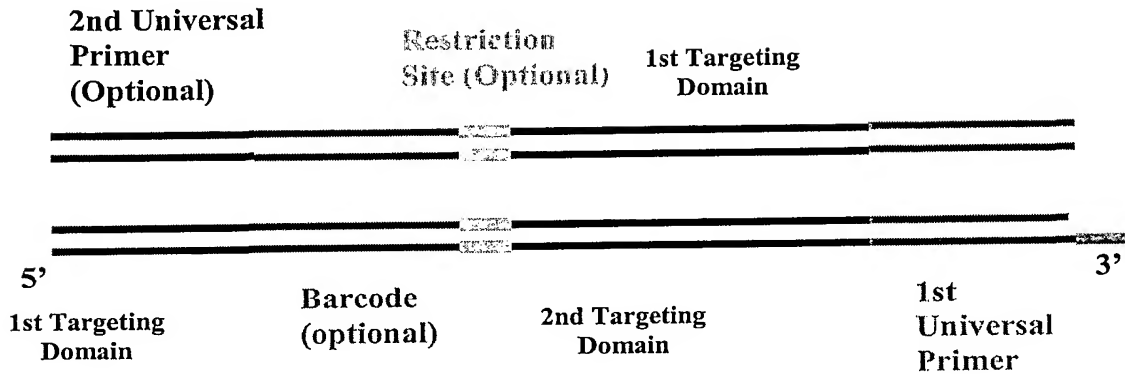 2nd Universal
Primer
(Optional)
Restriction
Site (Optional)
1st Targeting
Domain
5’
3’
1st Targeting
Domain
Barcode
(optional)
2nd Targeting
Domain
1st
Universal
Primer